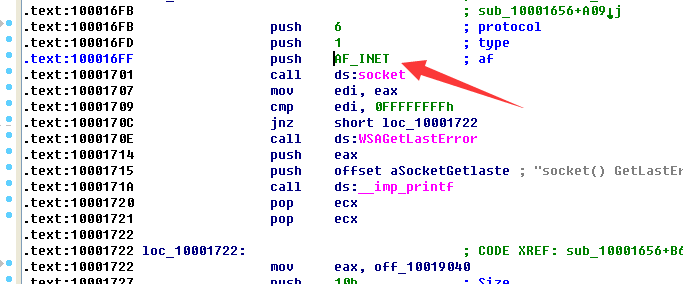 .text:100016FB ; sub_10001656+A09↓j
.text:100016FB push 6 ; protocol
.text:100016FD push 1 ; type
.text:100016FF push AF_INET ; af
.text:10001701 call ds:socket
.text:10001707 mov edi, eax
.text:10001709 cmp edi, 0FFFFFFFFh
.text:1000170C jnz short loc_10001722
.text:1000170E call ds:WSAGetLastError
.text:10001714 push eax
.text:10001715 push offset aSocketGetlaste ; "socket() GetLastEr
.text:1000171A call ds:__imp_printf
.text:10001720 pop ecx
.text:10001721 pop ecx
.text:10001722
.text:10001722 loc_10001722: ; CODE XREF: sub_10001656+B6
.text:10001722 mov eax, off_10019040
.text:10001727 push 10h ; Size